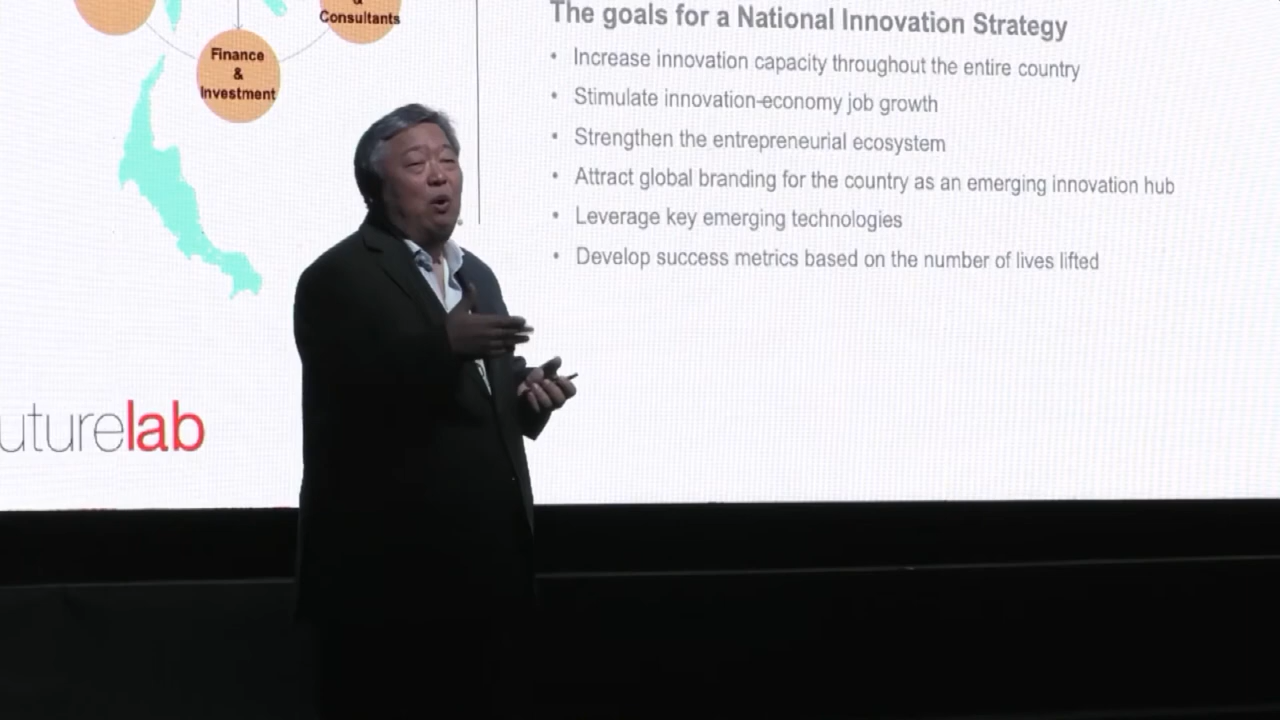 &
Consultants
Finance
&
Investment
The goals for a National Innovation Strategy
• Increase innovation capacity throughout the entire country
• Stimulate innovation-economy job growth
• Strengthen the entrepreneurial ecosystem
• Attract global branding for the country as an emerging innovation hub
• Leverage key emerging technologies
• Develop success metrics based on the number of lives lifted
uturelab